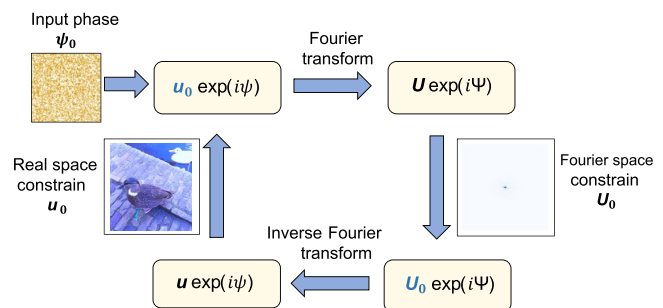 Input phase
ψ₀
Fourier
transform
u₀ exp(iψ)
U exp(iΨ)
Real space
constrain
u₀
Fourier space
constrain
U₀
Inverse Fourier
transform
u exp(iψ)
U₀ exp(iΨ)